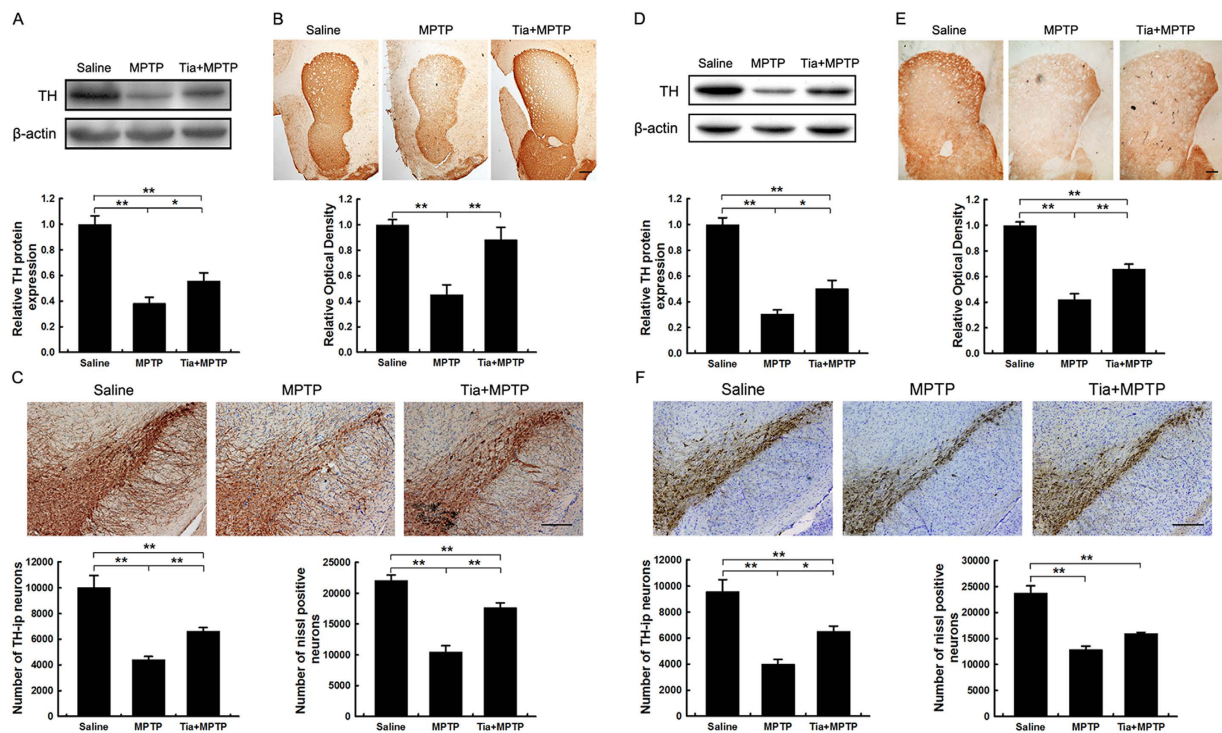 A
Saline MPTP Tia+MPTP
TH
β-actin
Relative TH protein
expression
1.2
1.0
0.8
0.6
0.4
0.2
0.0
** 
** *
Saline MPTP Tia+MPTP
B
Saline MPTP Tia+MPTP
Relative Optical Density
1.2
1.0
0.8
0.6
0.4
0.2
0.0
** **
Saline MPTP Tia+MPTP
D
Saline MPTP Tia+MPTP
TH
β-actin
Relative TH protein
expression
1.2
1.0
0.8
0.6
0.4
0.2
0.0
**
** *
Saline MPTP Tia+MPTP
E
Saline MPTP Tia+MPTP
Relative Optical Density
1.2
1.0
0.8
0.6
0.4
0.2
0.0
**
** **
Saline MPTP Tia+MPTP
C
Saline MPTP Tia+MPTP
Number of TH-ip neurons
12000
10000
8000
6000
4000
2000
0
**
** **
Saline MPTP Tia+MPTP
Number of nissl positive
neurons
25000
20000
15000
10000
5000
0
**
** **
Saline MPTP Tia+MPTP
F
Saline MPTP Tia+MPTP
Number of TH-ip neurons
12000
10000
8000
6000
4000
2000
0
**
** *
Saline MPTP Tia+MPTP
Number of nissl positive
neurons
30000
25000
20000
15000
10000
5000
0
**
**
Saline MPTP Tia+MPTP